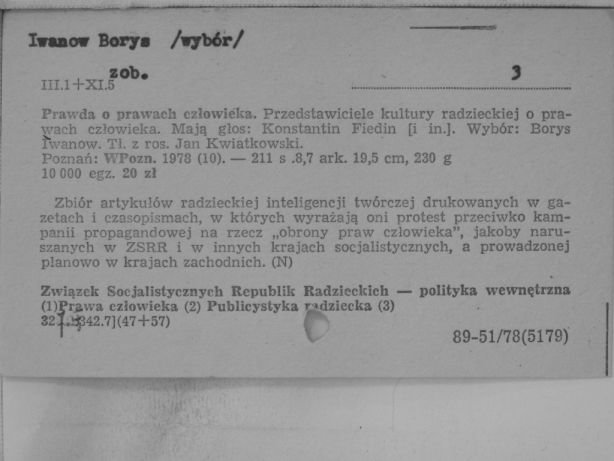 Iwanow Borys /wybór/
zob. 3
III.1+XI.5
Prawda o prawach człowieka. Przedstawiciele kultury radzieckiej o pra-
wach człowieka. Mają głos: Konstantin Fiedin [i in.]. Wybór: Borys
Iwanow. Tł. z ros. Jan Kwiatkowski.
Poznań: WPozn. 1978 (10). — 211 s .8,7 ark. 19,5 cm, 230 g
10 000 egz. 20 zł
Zbiór artykułów radzieckiej inteligencji twórczej drukowanych w ga-
zetach i czasopismach, w których wyrażają oni protest przeciwko kam-
panii propagandowej na rzecz „obrony praw człowieka", jakoby naru-
szanych w ZSRR i w innych krajach socjalistycznych, a prowadzonej
planowo w krajach zachodnich. (N)
Związek Socjalistycznych Republik Radzieckich — polityka wewnętrzna
(1)Prawa człowieka (2) Publicystyka radziecka (3)
342.7](47+57)
89-51/78(5179)